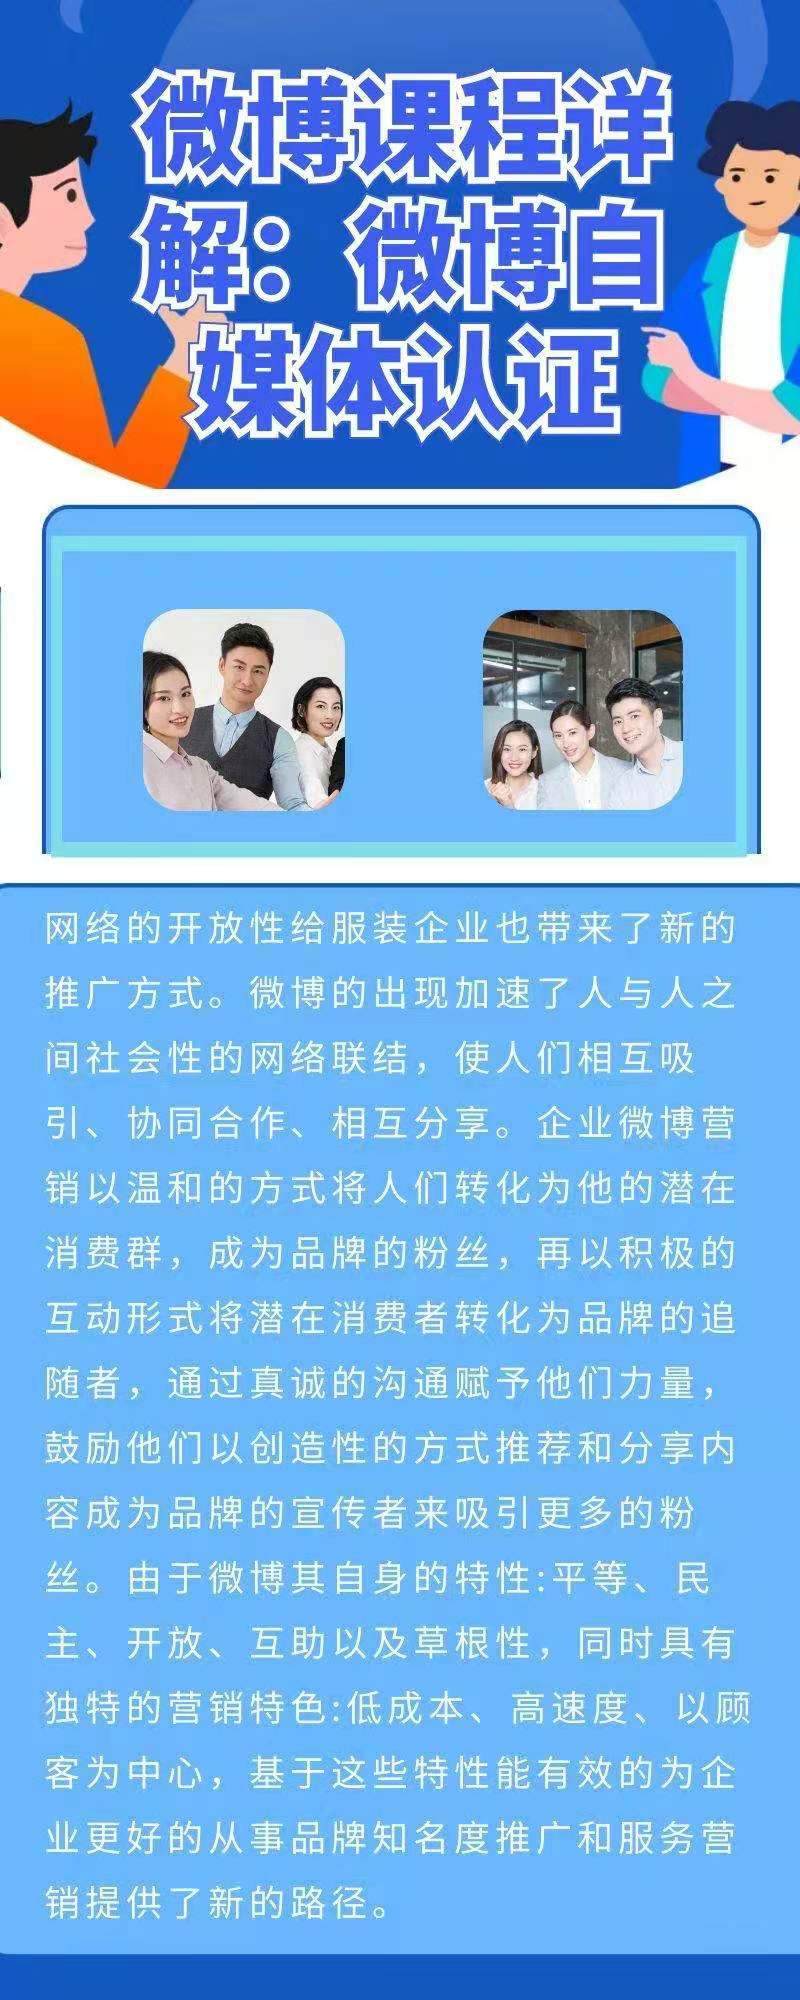 微博课程详
解：微博自
媒体认证
网络的开放性给服装企业也带来了新的
推广方式。微博的出现加速了人与人之
间社会性的网络联结，使人们相互吸
引、协同合作、相互分享。企业微博营
销以温和的方式将人们转化为他的潜在
消费群，成为品牌的粉丝，再以积极的
互动形式将潜在消费者转化为品牌的追
随者，通过真诚的沟通赋予他们力量，
鼓励他们以创造性的方式推荐和分享内
容成为品牌的宣传者来吸引更多的粉
丝。由于微博其自身的特性:平等、民
主、开放、互助以及草根性，同时具有
独特的营销特色:低成本、高速度、以顾
客为中心，基于这些特性能有效的为企
业更好的从事品牌知名度推广和服务营
销提供了新的路径。